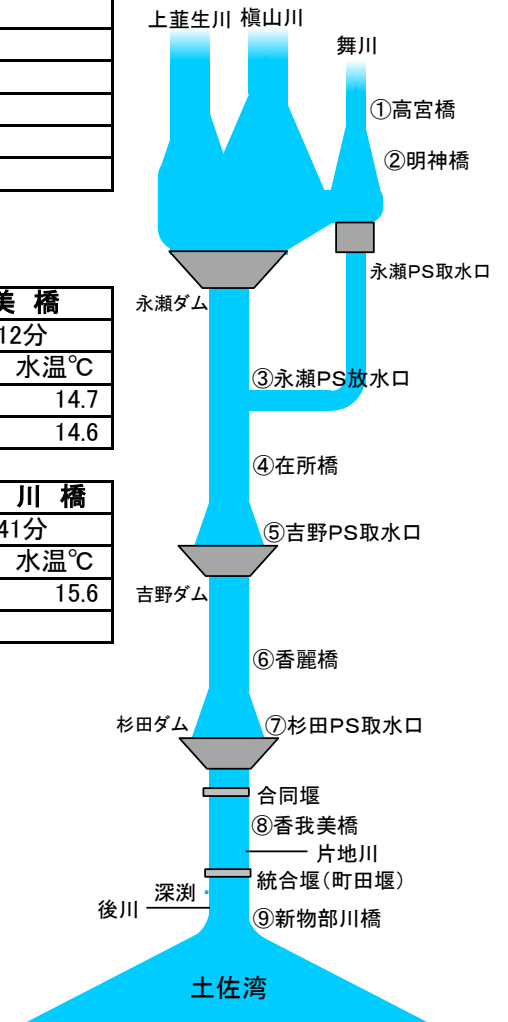 上韮生川 槇山川
舞川
①高宮橋
②明神橋
永瀬PS取水口
永瀬ダム
美 橋
12分
水温℃
14.7
14.6
③永瀬PS放水口
④在所橋
川 橋
41分
水温℃
15.6
⑤吉野PS取水口
吉野ダム
⑥香麗橋
杉田ダム
⑦杉田PS取水口
合同堰
⑧香我美橋
片地川
統合堰(町田堰)
深渕
後川
⑨新物部川橋
土佐湾